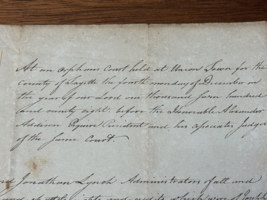 At an orphans Court held at Union Town for the
County of Fayette the fourth monday of December in
the year of our Lord on thousand seven hundred
and ninety eight before the Honorable Alexander
Addison Esquire President and his associate Judges
of the same Court.
Jonathan Lynch Administrator of all and